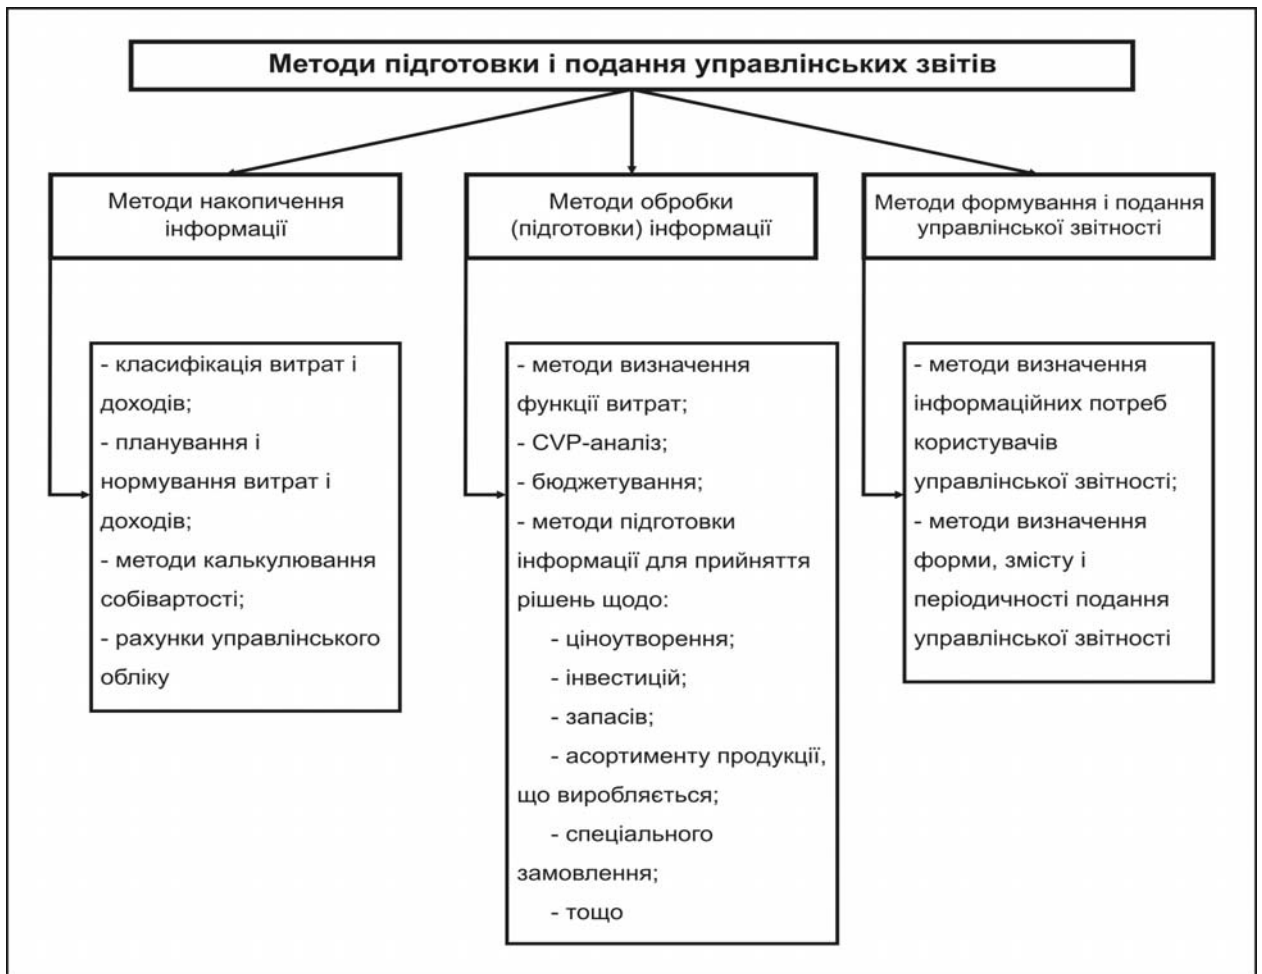 Методи підготовки і подання управлінських звітів
Методи накопичення
інформації
- класифікація витрат і
доходів;
- планування і
нормування витрат і
доходів;
- методи калькулювання
собівартості;
- рахунки управлінського
обліку
Методи обробки
(підготовки) інформації
- методи визначення
функції витрат;
- CVP-аналіз;
- бюджетування;
- методи підготовки
інформації для прийняття
рішень щодо:
- ціноутворення;
- інвестицій;
- запасів;
- асортименту продукції,
що виробляється;
- спеціального
замовлення;
- тощо
Методи формування і подання
управлінської звітності
- методи визначення
інформаційних потреб
користувачів
управлінської звітності;
- методи визначення
форми, змісту і
періодичності подання
управлінської звітності